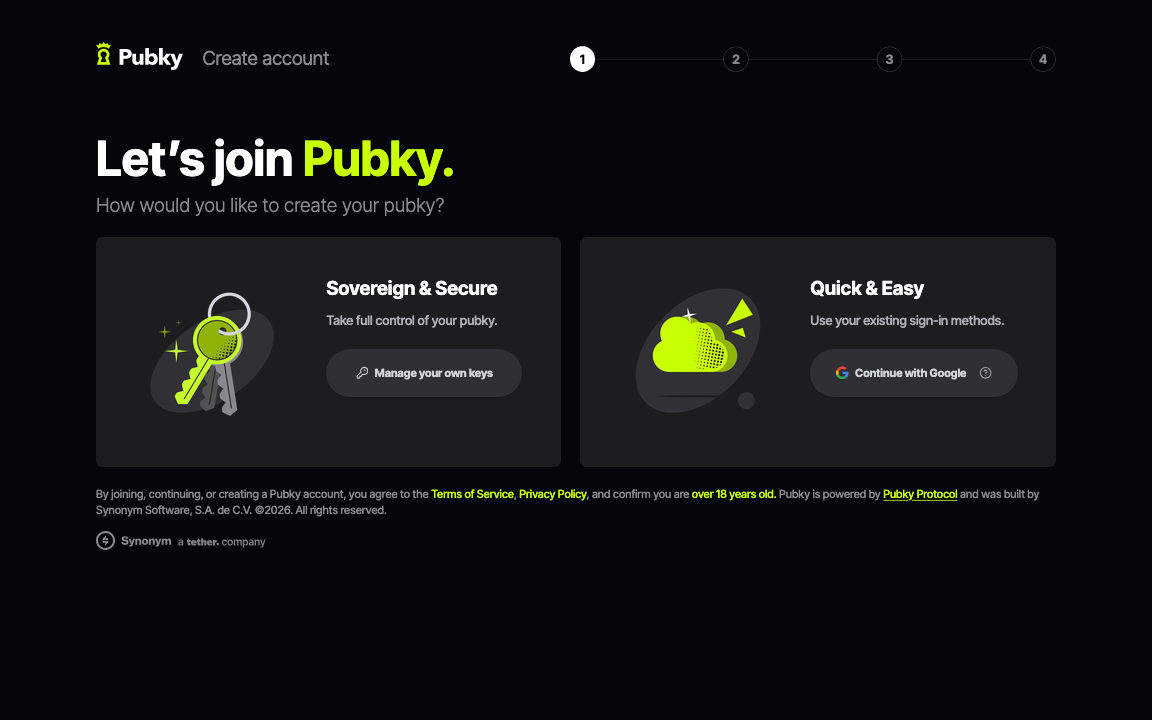 Pubky Create account 1 2 3 4
Let's join Pubky.
How would you like to create your pubky?
Sovereign & Secure
Take full control of your pubky.
Manage your own keys
Quick & Easy
Use your existing sign-in methods.
Continue with Google ?
By joining, continuing, or creating a Pubky account, you agree to the Terms of Service, Privacy Policy, and confirm you are over 18 years old. Pubky is powered by Pubky Protocol and was built by
Synonym Software, S.A. de C.V. ©2026. All rights reserved.
Synonym a tether. company